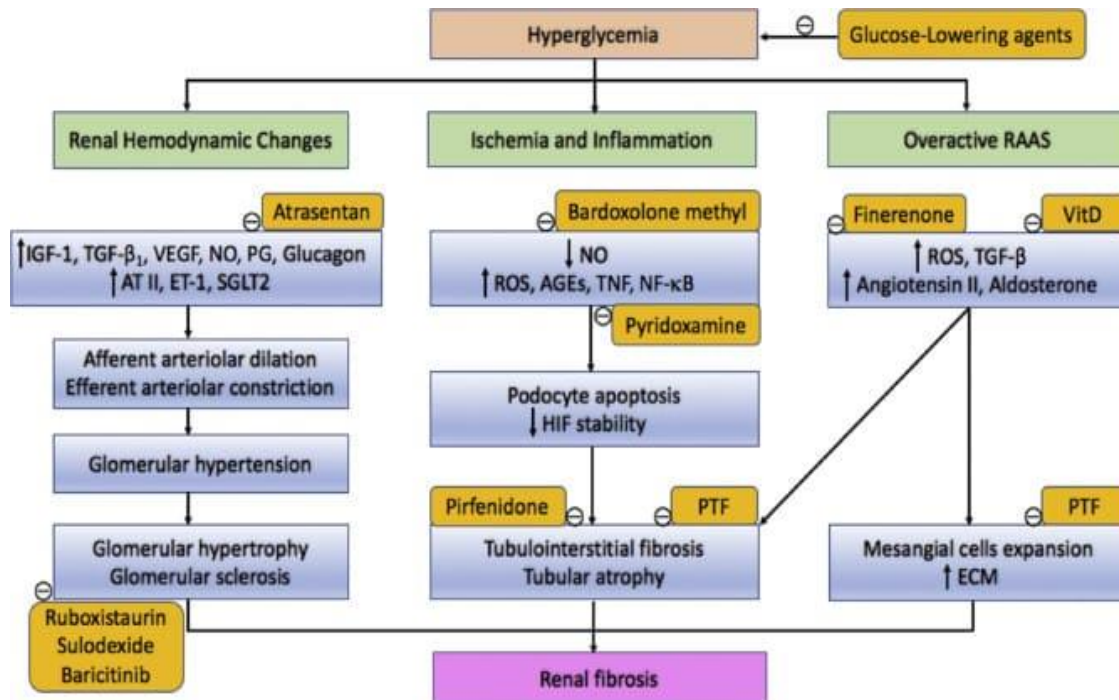 Hyperglycemia
⊖
Glucose-Lowering agents
Renal Hemodynamic Changes
Ischemia and Inflammation
Overactive RAAS
⊖ Atrasentan
⊖ Bardoxolone methyl
⊖ Finerenone
⊖ VitD
↑IGF-1, TGF-β₁, VEGF, NO, PG, Glucagon
↑AT II, ET-1, SGLT2
↓NO
↑ROS, AGEs, TNF, NF-κB
↑ROS, TGF-β
↑Angiotensin II, Aldosterone
⊖ Pyridoxamine
Afferent arteriolar dilation
Efferent arteriolar constriction
Podocyte apoptosis
↓HIF stability
Glomerular hypertension
Pirfenidone ⊖
⊖ PTF
⊖ PTF
Glomerular hypertrophy
Glomerular sclerosis
Tubulointerstitial fibrosis
Tubular atrophy
Mesangial cells expansion
↑ECM
⊖
Ruboxistaurin
Sulodexide
Baricitinib
Renal fibrosis